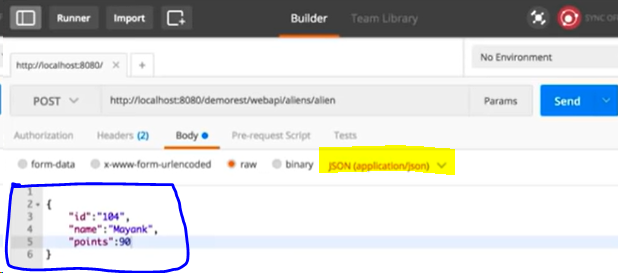 Runner Import Builder Team Library SYNC OF
http://localhost:8080/ × + No Environment
POST http://localhost:8080/demorest/webapi/aliens/alien Params Send
Authorization Headers (2) Body Pre-request Script Tests
form-data x-www-form-urlencoded raw binary JSON (application/json)
1
2 {
3 "id":"104",
4 "name":"Mayank",
5 "points":90
6 }